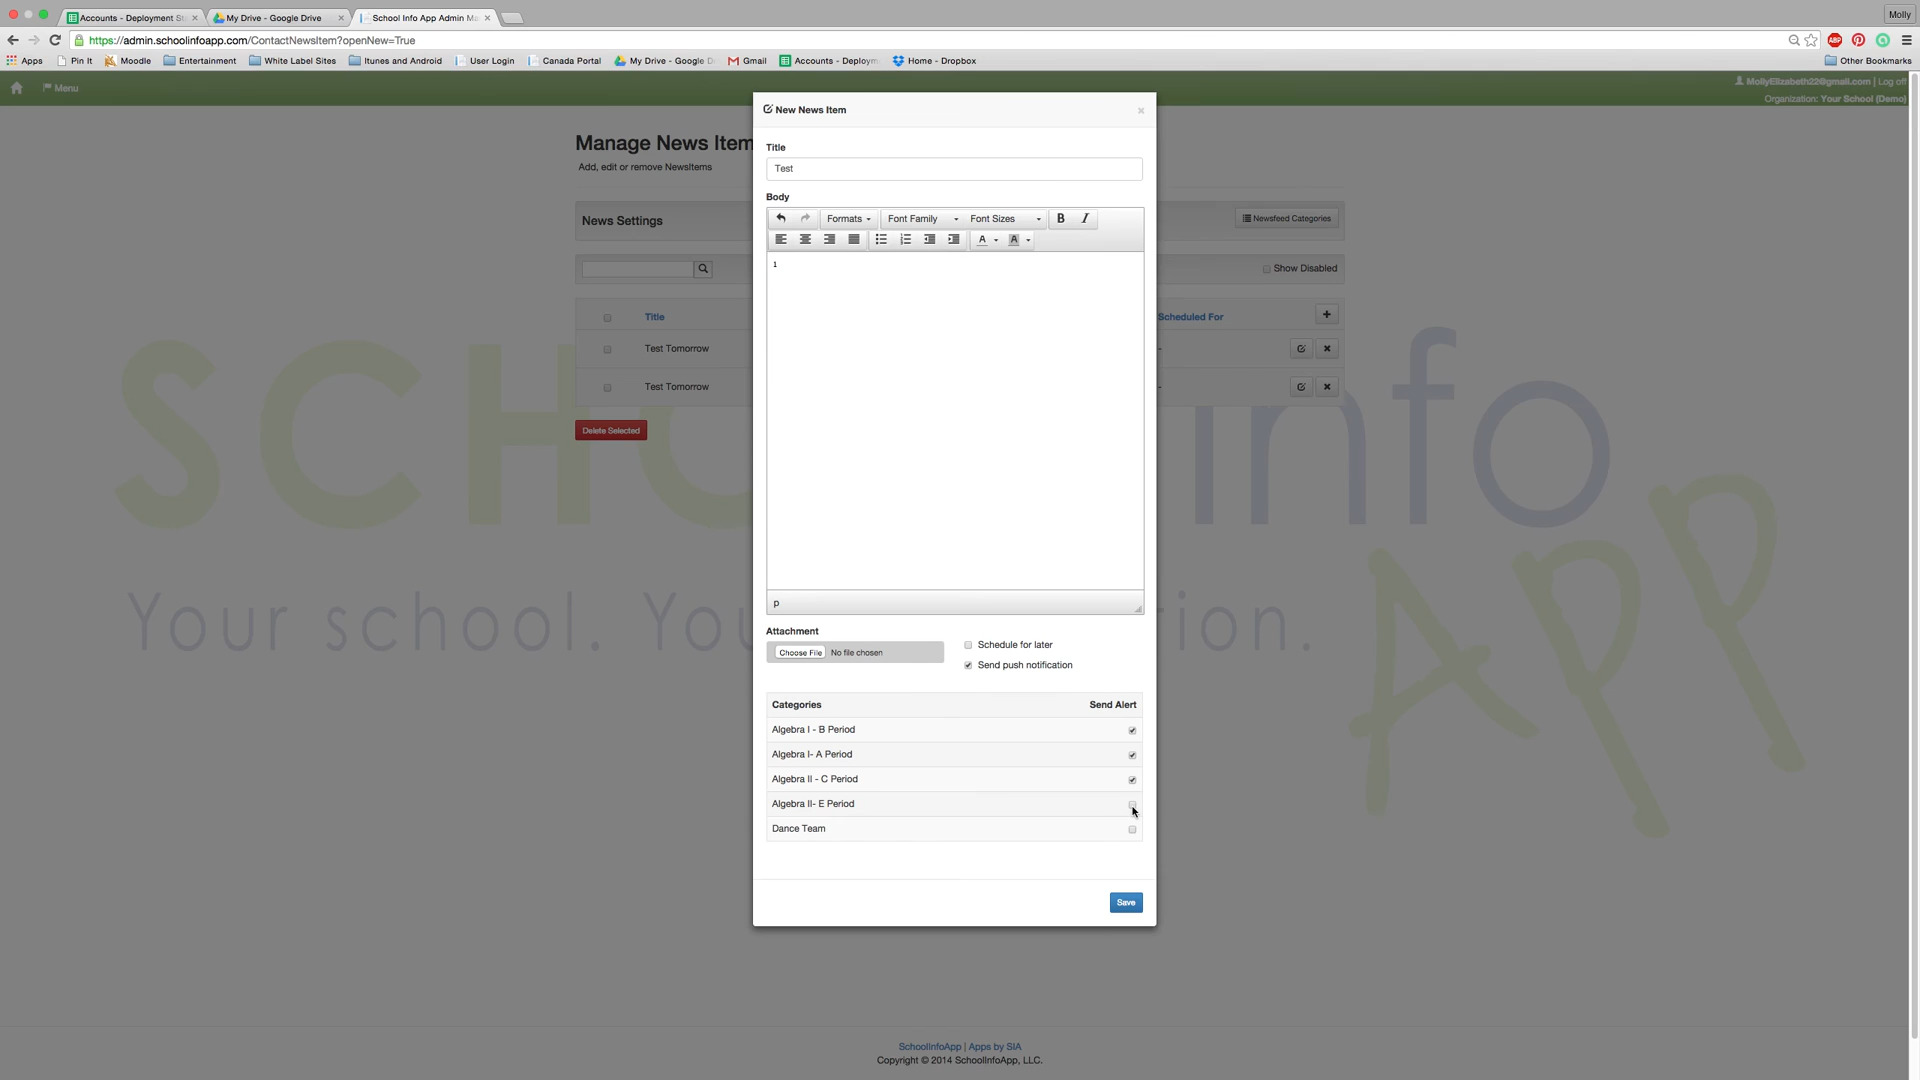 Accounts - Deployment St
My Drive - Google Drive
School Info App Admin Ma
Molly
https://admin.schoolinfoapp.com/ContactNewsItem?openNew=True
Apps
Pin It
Moodle
Entertainment
White Label Sites
Itunes and Android
User Login
Canada Portal
My Drive - Google D
Gmail
Accounts - Deploym
Home - Dropbox
Other Bookmarks
Menu
MollyElizabeth22@gmail.com | Log off
Organization: Your School (Demo)
Manage News Item
Add, edit or remove NewsItems
News Settings
Newsfeed Categories
Show Disabled
Title
Scheduled For
Test Tomorrow
-
Test Tomorrow
-
Delete Selected
New News Item
Title
Test
Body
Formats
Font Family
Font Sizes
B
I
A
A
1
p
Attachment
Choose File No file chosen
Schedule for later
Send push notification
Categories
Send Alert
Algebra I - B Period
Algebra I- A Period
Algebra II - C Period
Algebra II- E Period
Dance Team
Save
info
APP
Your school.
SchoolInfoApp | Apps by SIA
Copyright © 2014 SchoolInfoApp, LLC.